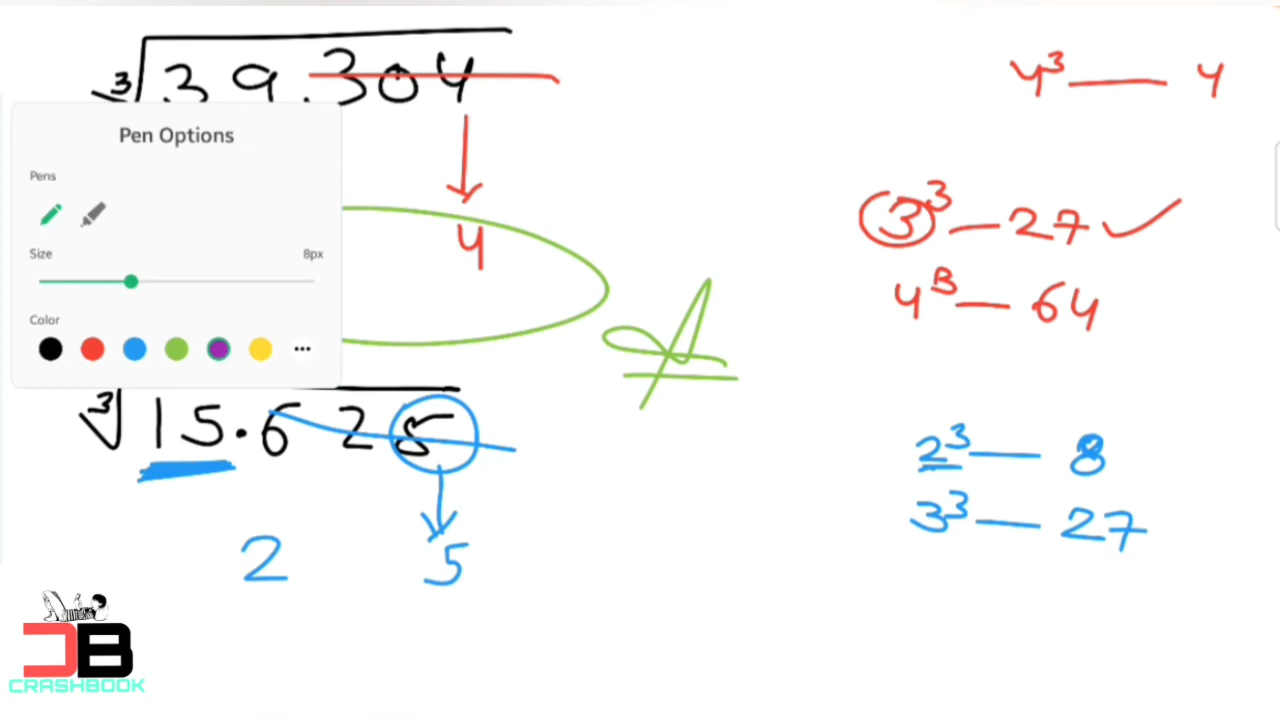 ∛39.304
4³ — 4
Pen Options
Pens
3³ — 27 ✓
4
Size
8px
4³ — 64
Color
∛15.625
2³ — 8
3³ — 27
2 5
CB
CRASHBOOK